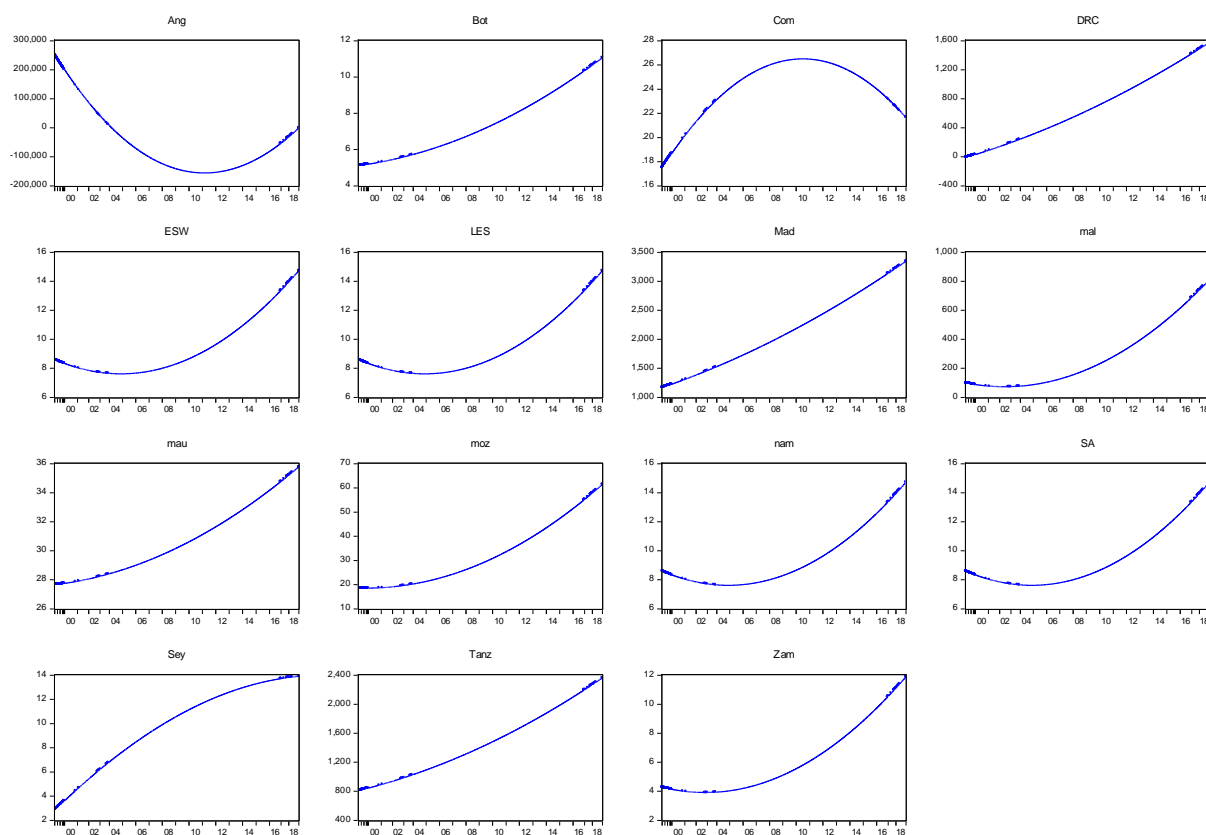 Ang Bot Com DRC
300,000 12 .28 1,600
200,000 10 .26 1,200
100,000 .24 800
0 8 .22 400
-100,000 6 .20 0
.18
-200,000 4 .16 -400
00 02 04 06 08 10 12 14 16 18 00 02 04 06 08 10 12 14 16 18 00 02 04 06 08 10 12 14 16 18 00 02 04 06 08 10 12 14 16 18
ESW LES Mad mal
16 16 3,500 1,000
14 14 3,000 800
12 12 2,500 600
10 10 2,000 400
8 8 1,500 200
6 6 1,000 0
00 02 04 06 08 10 12 14 16 18 00 02 04 06 08 10 12 14 16 18 00 02 04 06 08 10 12 14 16 18 00 02 04 06 08 10 12 14 16 18
mau moz nam SA
36 70 16 16
34 60 14 14
32 50 12 12
40
30 30 10 10
28 20 8 8
26 10 6 6
00 02 04 06 08 10 12 14 16 18 00 02 04 06 08 10 12 14 16 18 00 02 04 06 08 10 12 14 16 18 00 02 04 06 08 10 12 14 16 18
Sey Tanz Zam
14 2,400 12
12 2,000 10
10 1,600 8
8 1,200 6
6 800 4
4
2 400 2
00 02 04 06 08 10 12 14 16 18 00 02 04 06 08 10 12 14 16 18 00 02 04 06 08 10 12 14 16 18